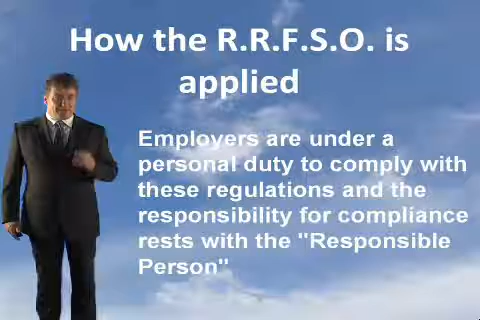 How the R.R.F.S.O. is
applied
Employers are under a
personal duty to comply with
these regulations and the
responsibility for compliance
rests with the "Responsible
Person"